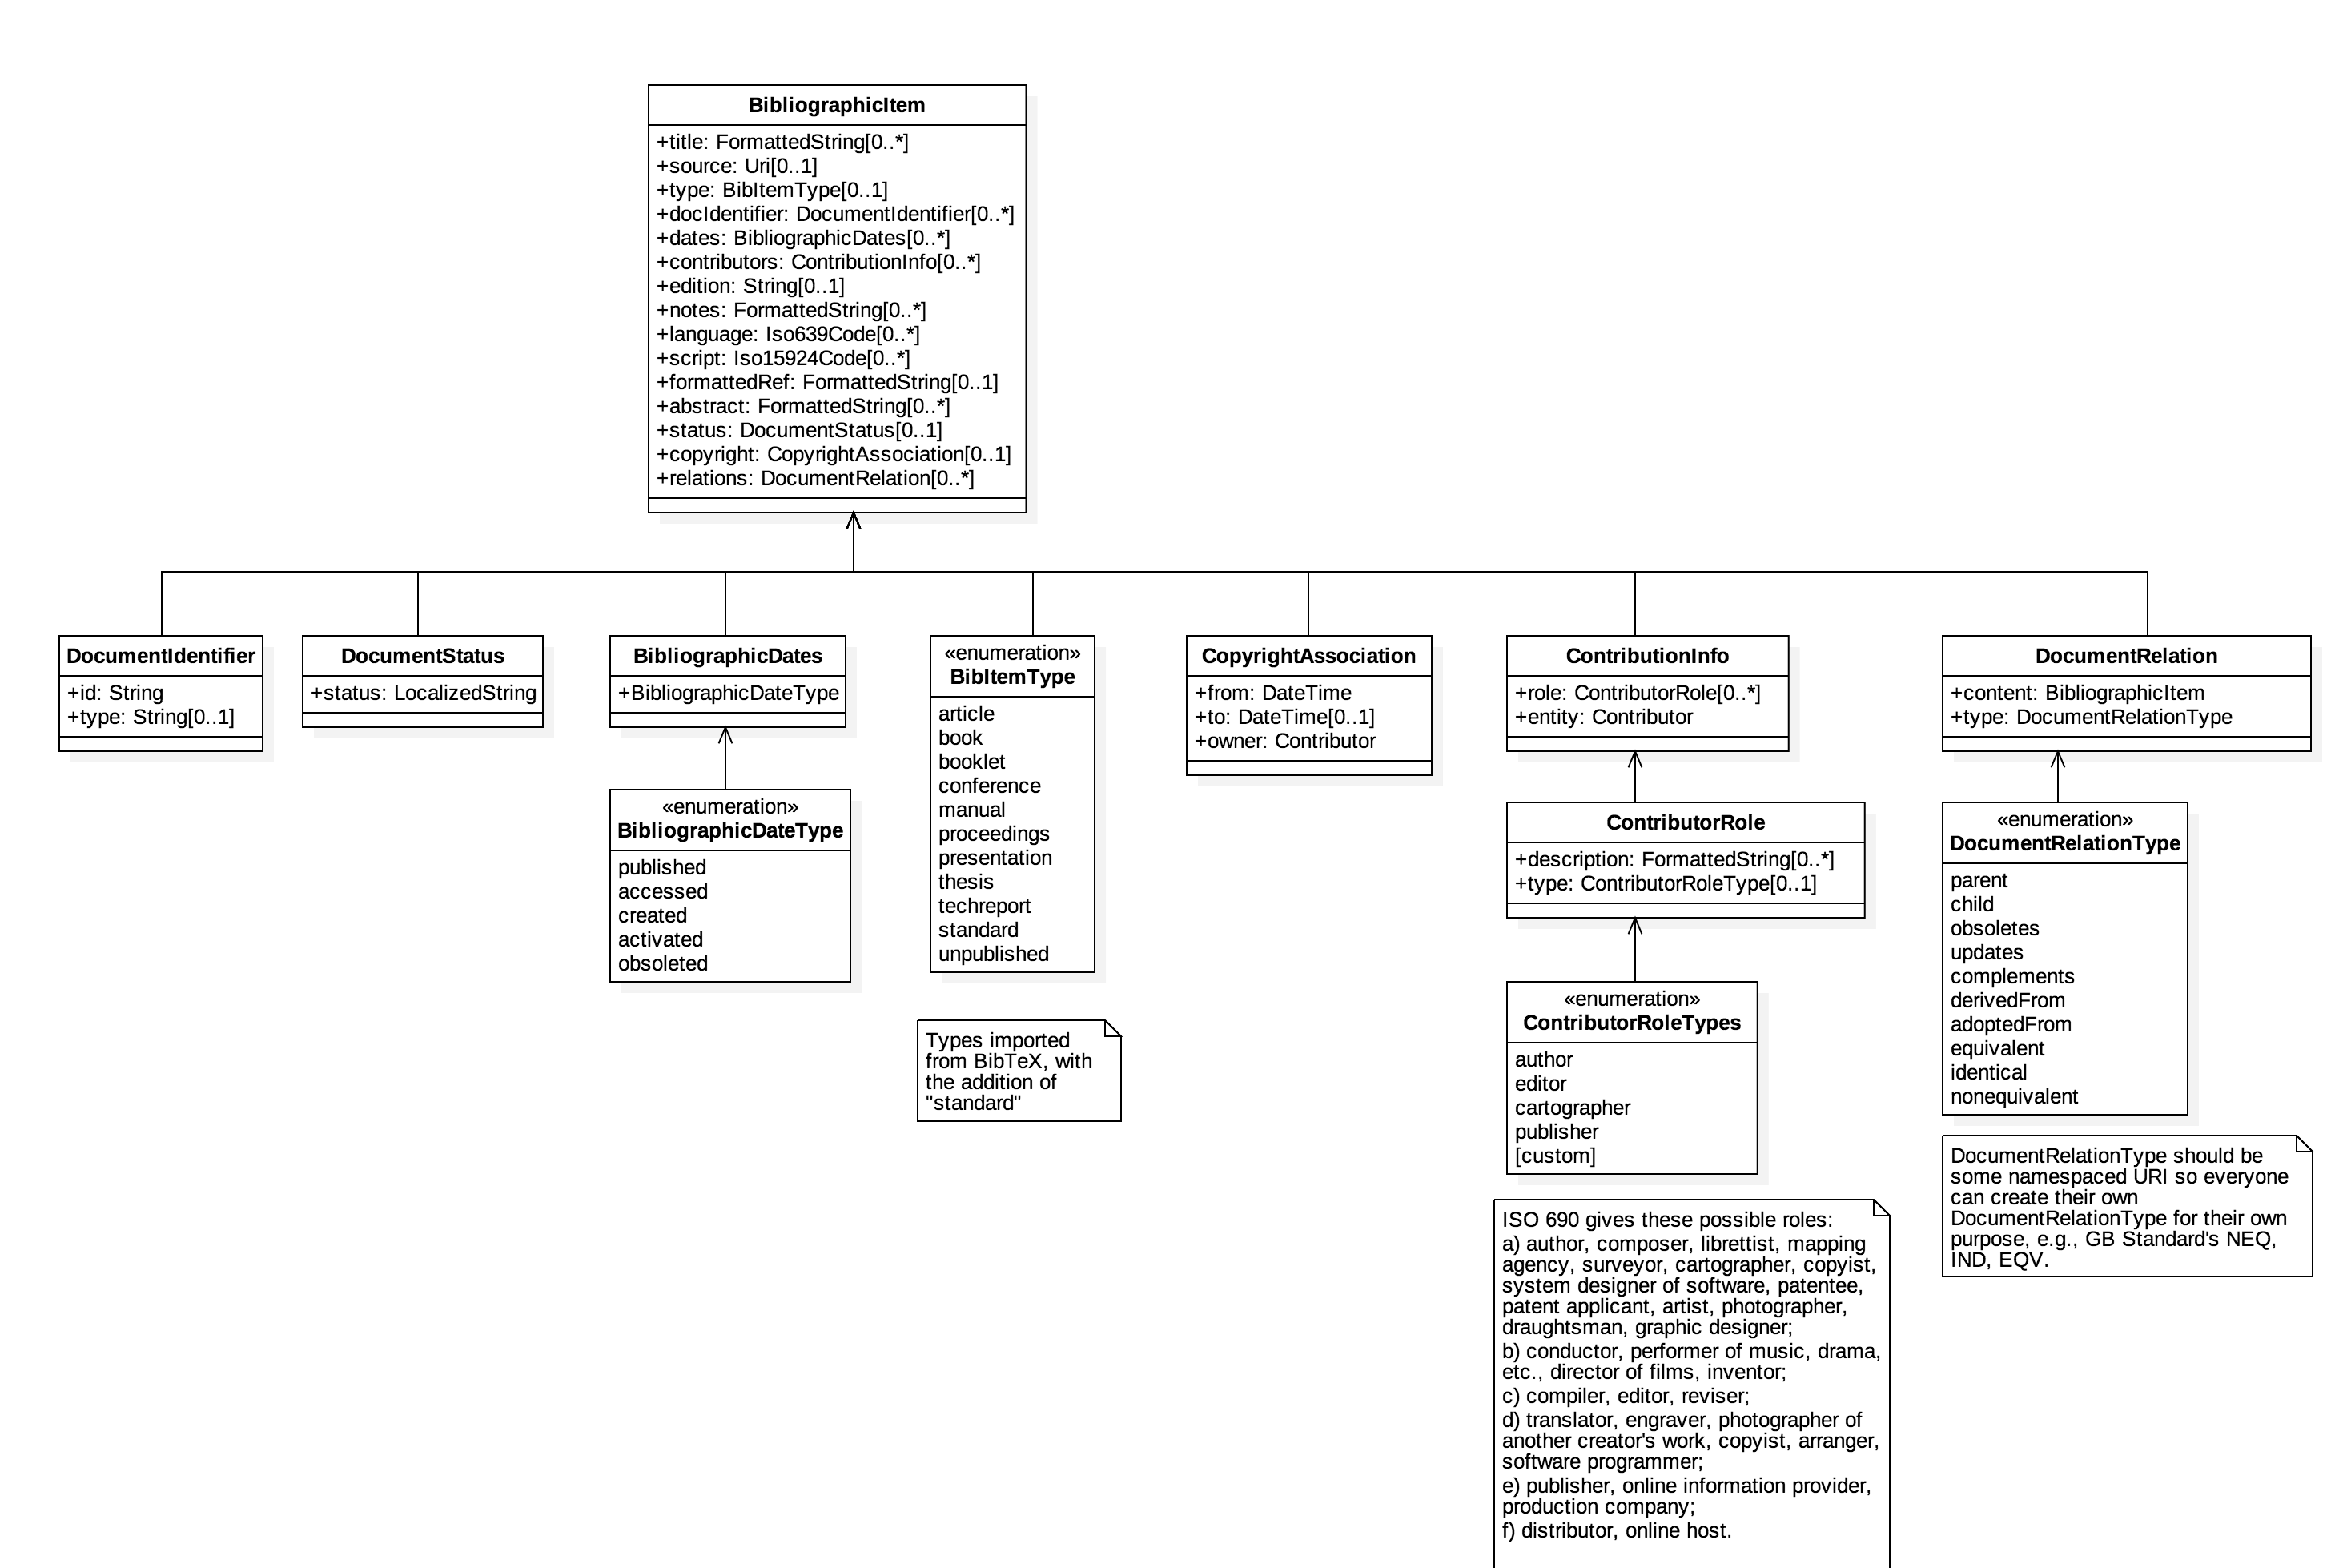 BibliographicItem
+title: FormattedString[0..*]
+source: Uri[0..1]
+type: BibItemType[0..1]
+docIdentifier: DocumentIdentifier[0..*]
+dates: BibliographicDates[0..*]
+contributors: ContributionInfo[0..*]
+edition: String[0..1]
+notes: FormattedString[0..*]
+language: Iso639Code[0..*]
+script: Iso15924Code[0..*]
+formattedRef: FormattedString[0..1]
+abstract: FormattedString[0..*]
+status: DocumentStatus[0..1]
+copyright: CopyrightAssociation[0..1]
+relations: DocumentRelation[0..*]
DocumentIdentifier
+id: String
+type: String[0..1]
DocumentStatus
+status: LocalizedString
BibliographicDates
+BibliographicDateType
«enumeration»
BibliographicDateType
published
accessed
created
activated
obsoleted
«enumeration»
BibItemType
article
book
booklet
conference
manual
proceedings
presentation
thesis
techreport
standard
unpublished
Types imported
from BibTeX, with
the addition of
"standard"
CopyrightAssociation
+from: DateTime
+to: DateTime[0..1]
+owner: Contributor
ContributionInfo
+role: ContributorRole[0..*]
+entity: Contributor
ContributorRole
+description: FormattedString[0..*]
+type: ContributorRoleType[0..1]
«enumeration»
ContributorRoleTypes
author
editor
cartographer
publisher
[custom]
ISO 690 gives these possible roles:
a) author, composer, librettist, mapping
agency, surveyor, cartographer, copyist,
system designer of software, patentee,
patent applicant, artist, photographer,
draughtsman, graphic designer;
b) conductor, performer of music, drama,
etc., director of films, inventor;
c) compiler, editor, reviser;
d) translator, engraver, photographer of
another creator's work, copyist, arranger,
software programmer;
e) publisher, online information provider,
production company;
f) distributor, online host.
DocumentRelation
+content: BibliographicItem
+type: DocumentRelationType
«enumeration»
DocumentRelationType
parent
child
obsoletes
updates
complements
derivedFrom
adoptedFrom
equivalent
identical
nonequivalent
DocumentRelationType should be
some namespaced URI so everyone
can create their own
DocumentRelationType for their own
purpose, e.g., GB Standard's NEQ,
IND, EQV.